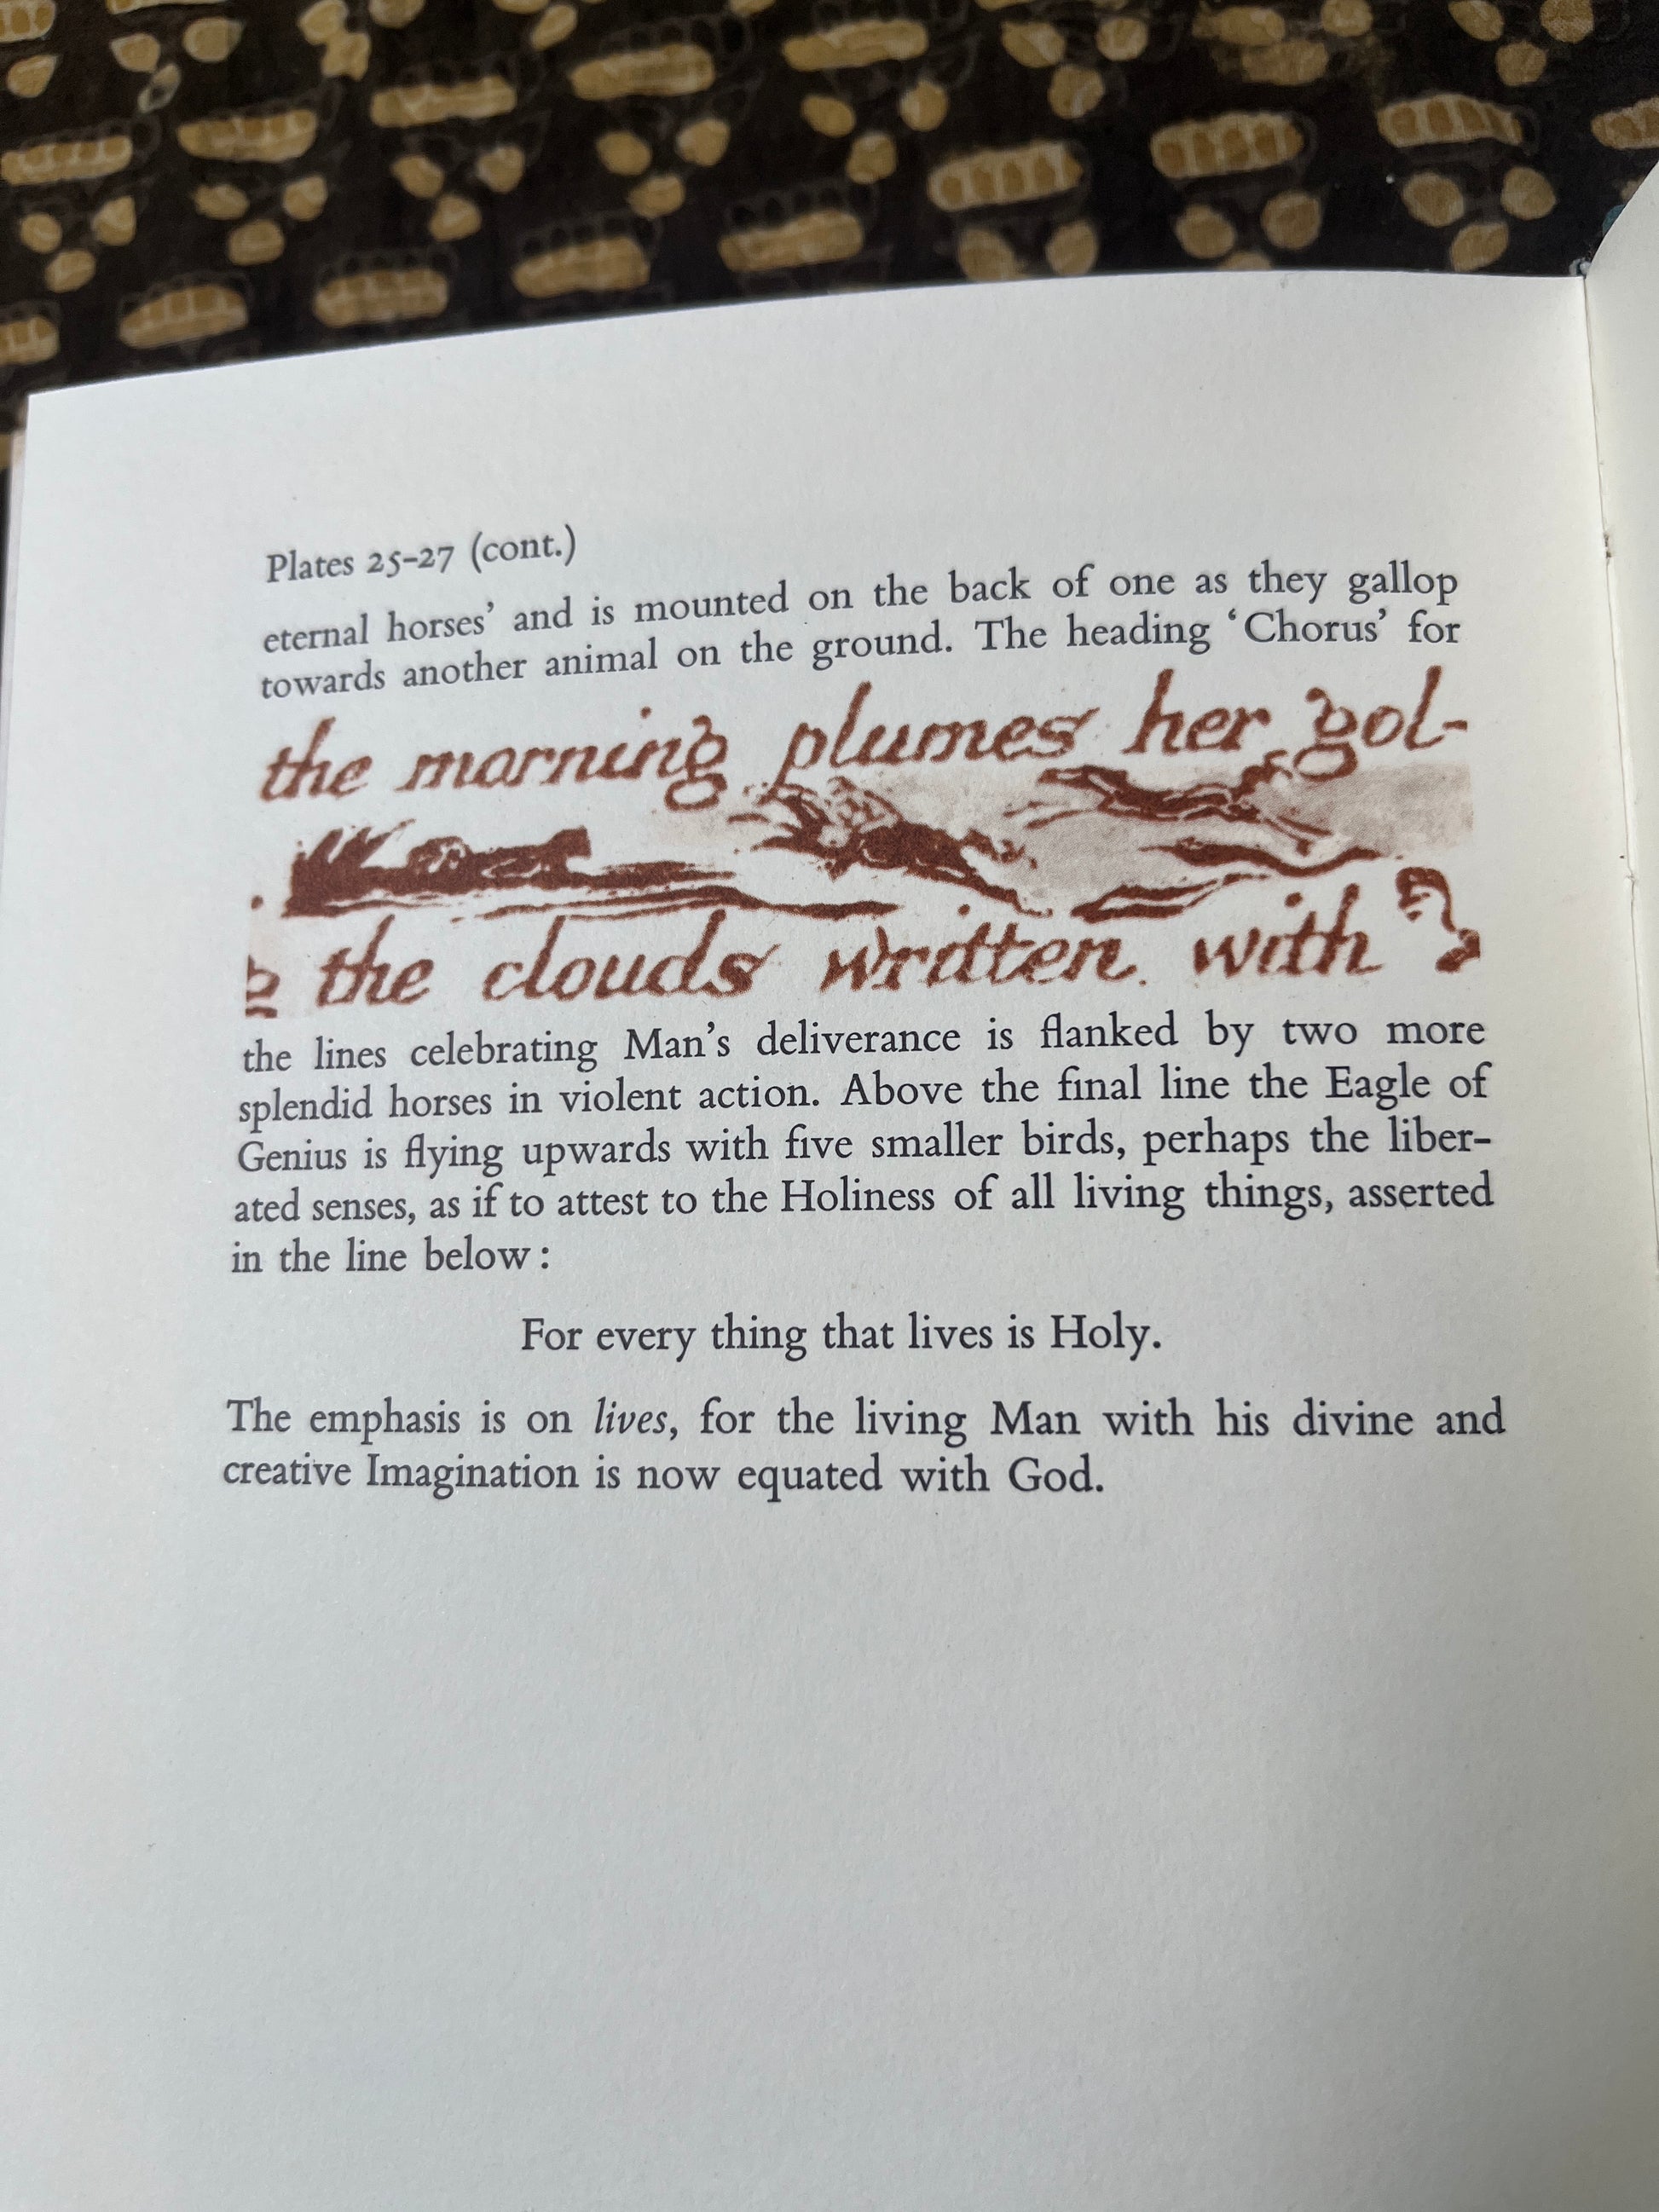 Plates 25–27 (cont.)
eternal horses’ and is mounted on the back of one as they gallop
towards another animal on the ground. The heading ‘Chorus’ for
the morning plumes her gol-
the clouds written with
the lines celebrating Man’s deliverance is flanked by two more
splendid horses in violent action. Above the final line the Eagle of
Genius is flying upwards with five smaller birds, perhaps the liber-
ated senses, as if to attest to the Holiness of all living things, asserted
in the line below:
For every thing that lives is Holy.
The emphasis is on lives, for the living Man with his divine and
creative Imagination is now equated with God.